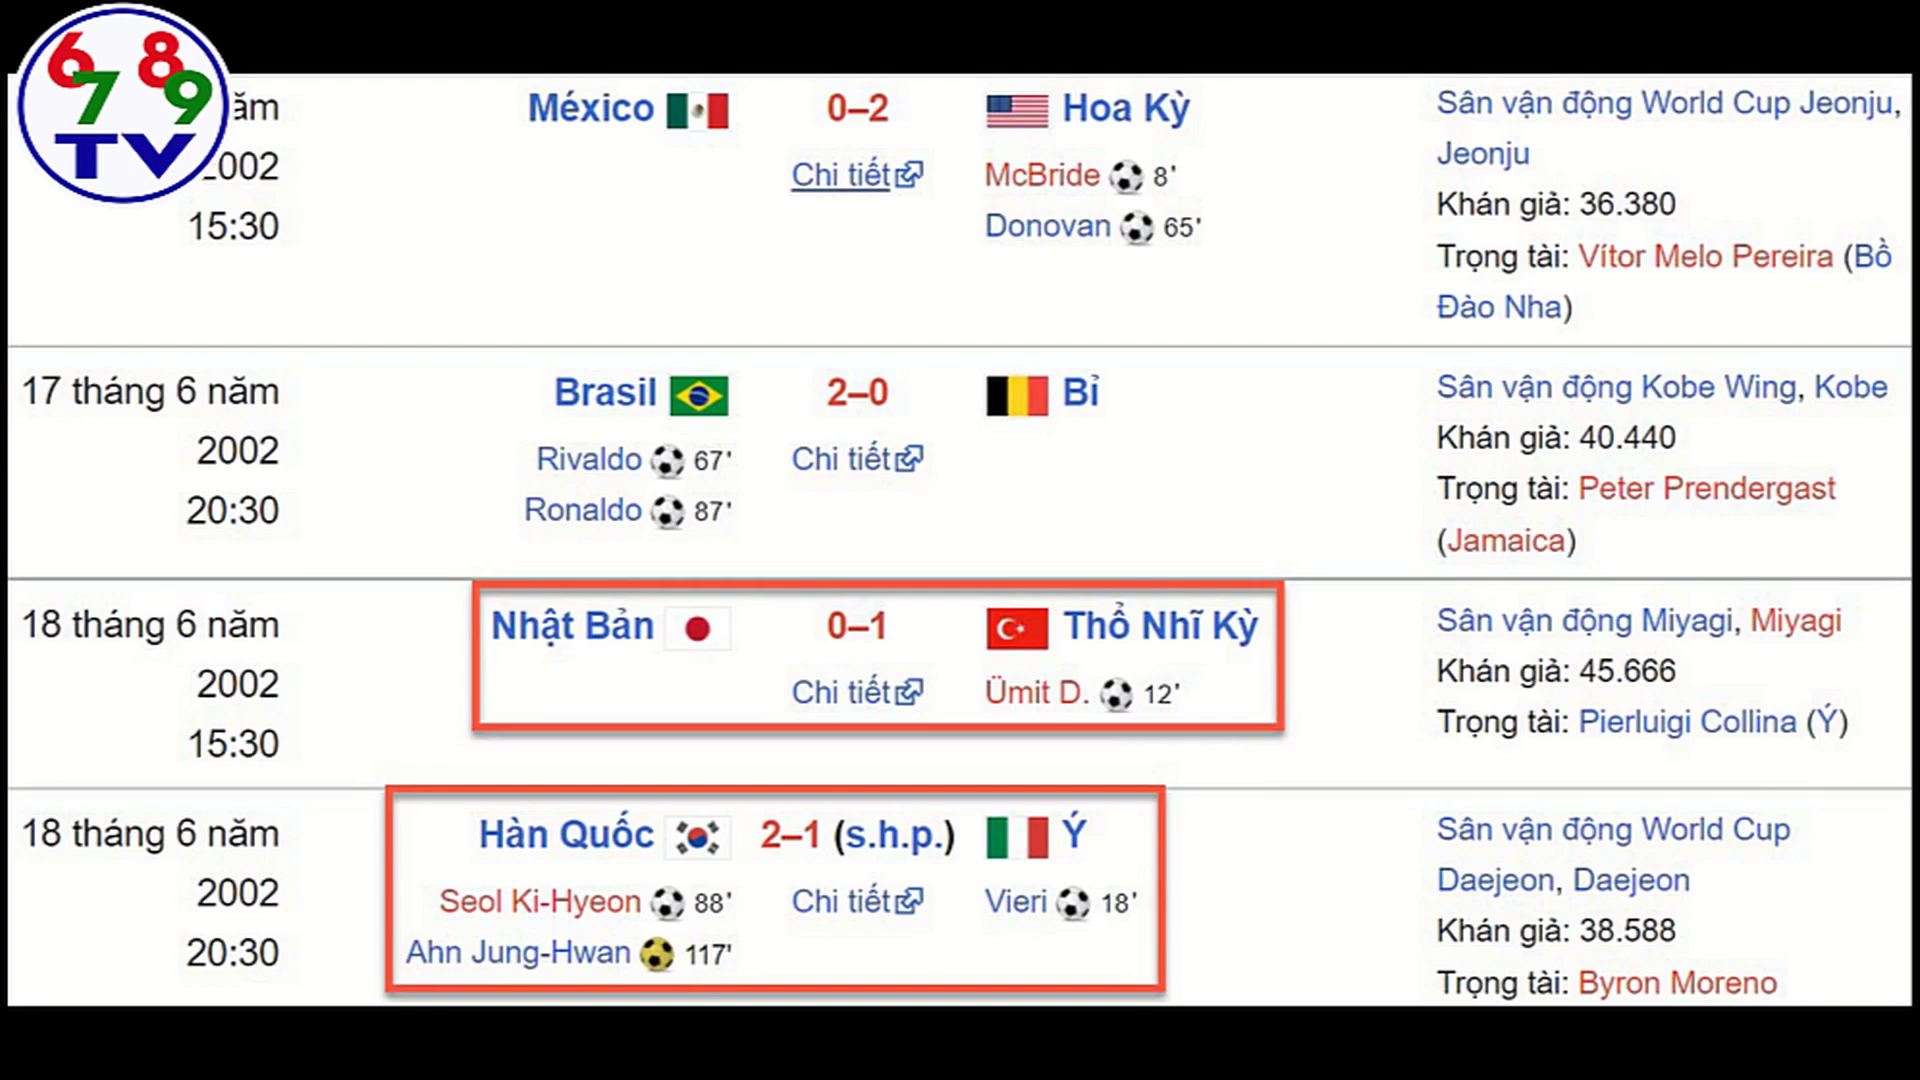 6789
TV
ăm
2002
15:30
México 0–2 Hoa Kỳ
Chi tiết
McBride 8'
Donovan 65'
Sân vận động World Cup Jeonju,
Jeonju
Khán giả: 36.380
Trọng tài: Vítor Melo Pereira (Bồ
Đào Nha)
17 tháng 6 năm
2002
20:30
Brasil 2–0 Bỉ
Rivaldo 67'
Ronaldo 87'
Chi tiết
Sân vận động Kobe Wing, Kobe
Khán giả: 40.440
Trọng tài: Peter Prendergast
(Jamaica)
18 tháng 6 năm
2002
15:30
Nhật Bản 0–1 Thổ Nhĩ Kỳ
Chi tiết
Ümit D. 12'
Sân vận động Miyagi, Miyagi
Khán giả: 45.666
Trọng tài: Pierluigi Collina (Ý)
18 tháng 6 năm
2002
20:30
Hàn Quốc 2–1 (s.h.p.) Ý
Seol Ki-Hyeon 88'
Ahn Jung-Hwan 117'
Chi tiết
Vieri 18'
Sân vận động World Cup
Daejeon, Daejeon
Khán giả: 38.588
Trọng tài: Byron Moreno